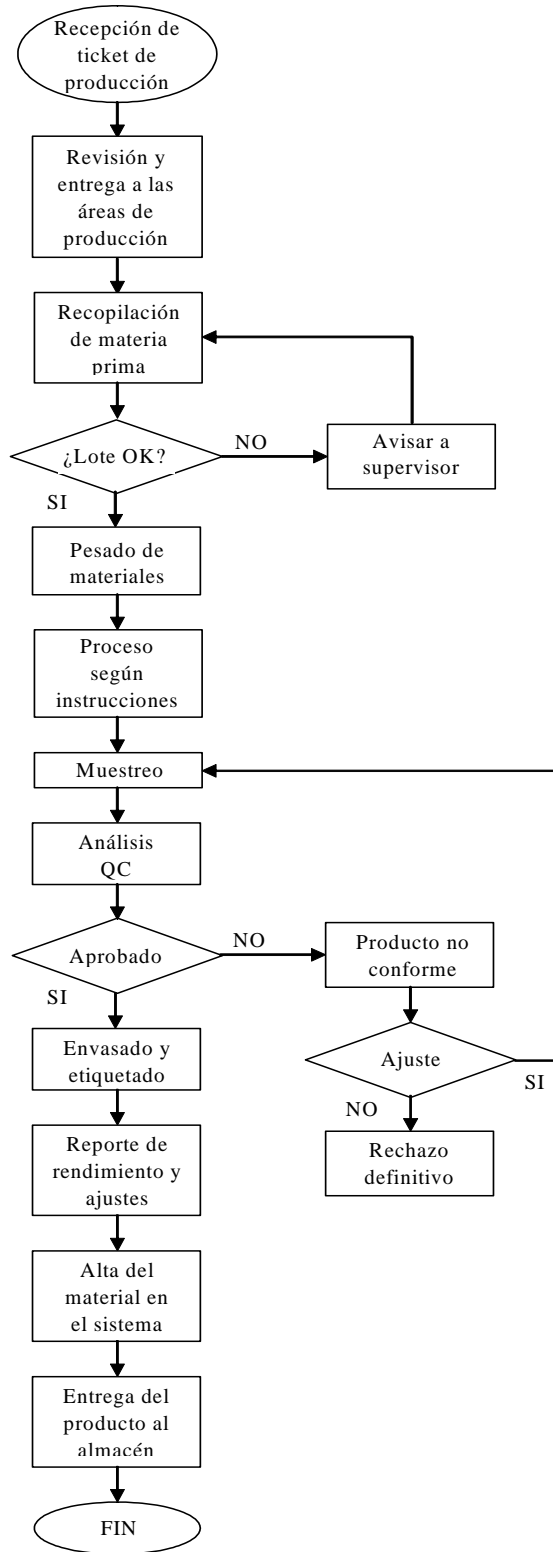 Recepción de
ticket de
producción
Revisión y
entrega a las
áreas de
producción
Recopilación
de materia
prima
¿Lote OK?
NO
Avisar a
supervisor
SI
Pesado de
materiales
Proceso
según
instrucciones
Muestreo
Análisis
QC
Aprobado
NO
Producto no
conforme
SI
Envasado y
etiquetado
Ajuste
SI
NO
Reporte de
rendimiento y
ajustes
Rechazo
definitivo
Alta del
material en
el sistema
Entrega del
producto al
almacén
FIN